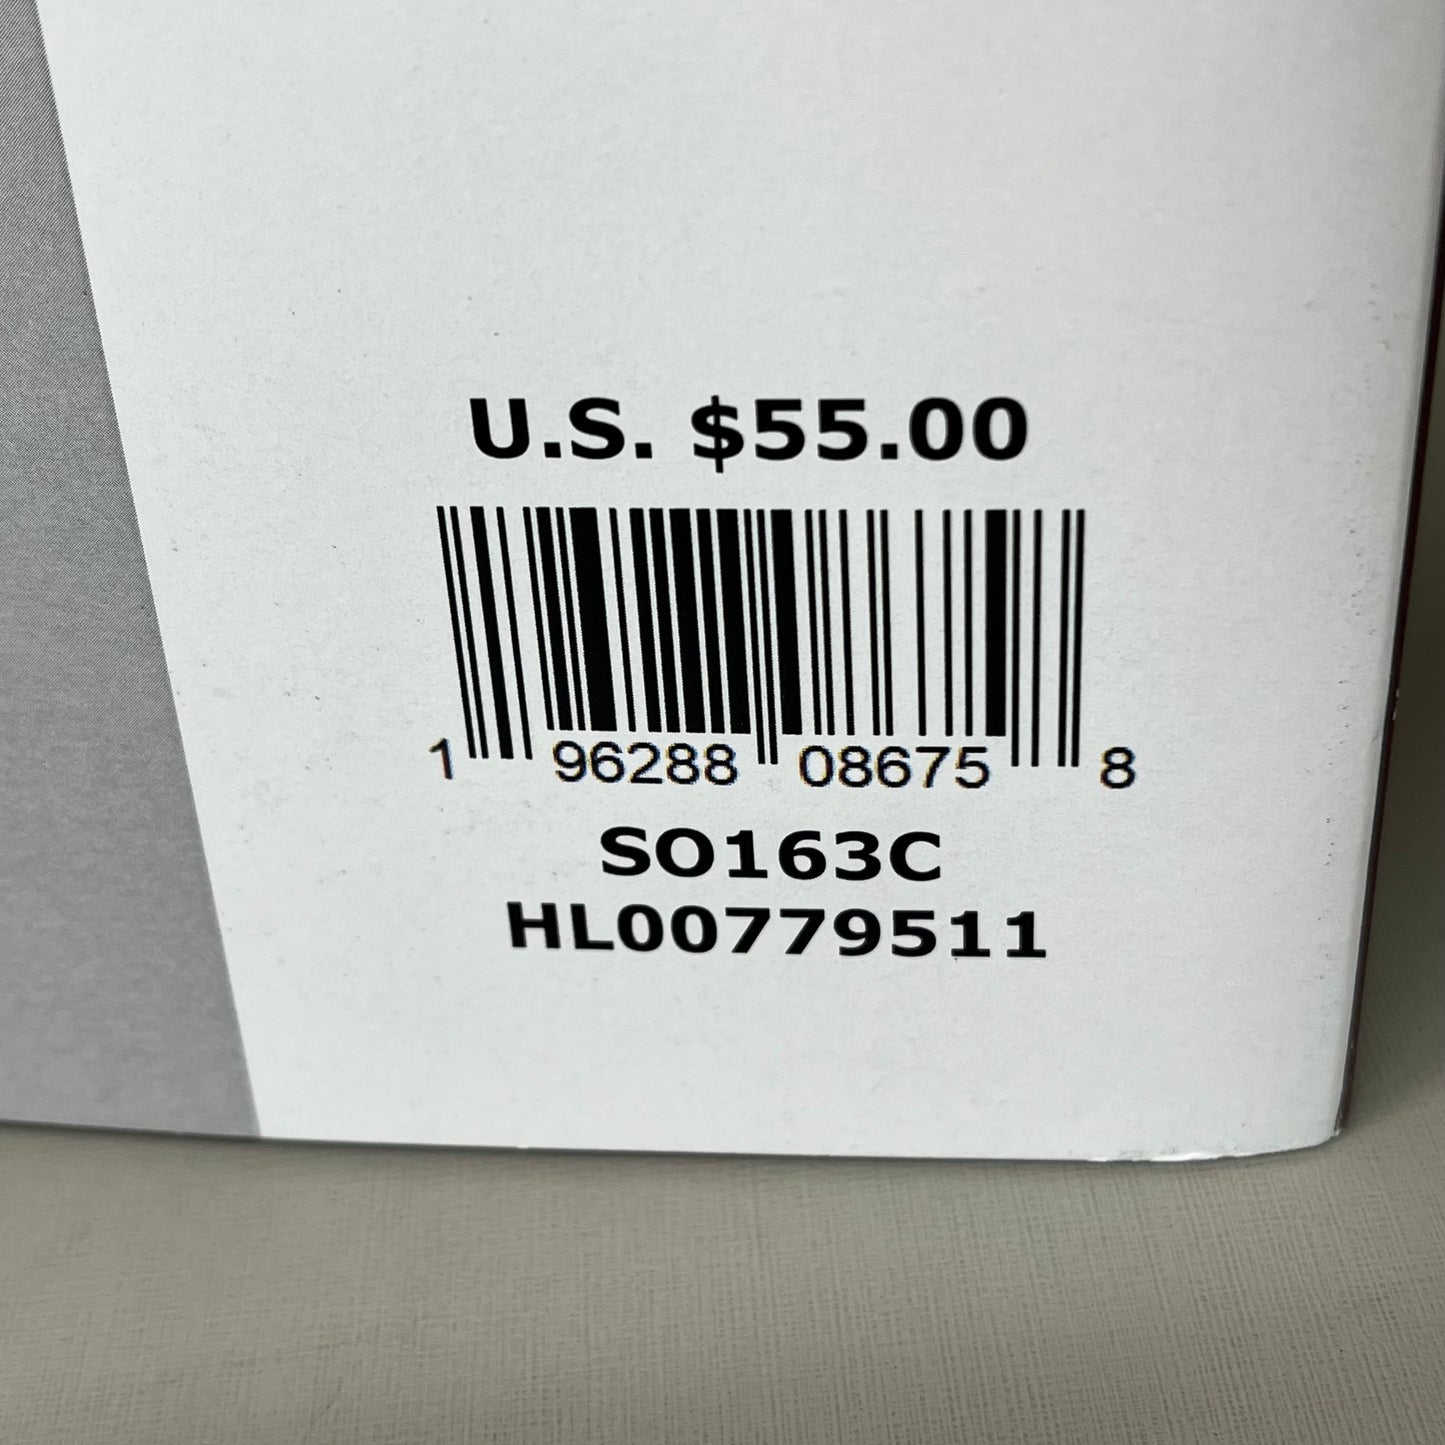 U.S. $55.00
1 96288 08675 8
SO163C
HL00779511